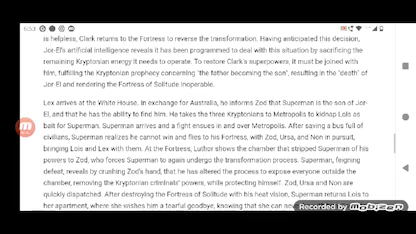 5:53
is helpless, Clark returns to the Fortress to reverse the transformation. Having anticipated this decision,
Jor-El's artificial intelligence reveals it has been programmed to deal with this situation by sacrificing the
remaining Kryptonian energy it needs to operate. To restore Clark's superpowers, it must be joined with
him, fulfilling the Kryptonian prophecy concerning "the father becoming the son", resulting in the "death" of
Jor-El and rendering the Fortress of Solitude inoperable.
Lex arrives at the White House. In exchange for Australia, he informs Zod that Superman is the son of Jor-
El, and that he has the ability to find him. He takes the three Kryptonians to Metropolis to kidnap Lois as
bait for Superman. Superman arrives and a fight ensues in and over Metropolis. After saving a bus full of
civilians, Superman realizes he cannot win and flies to his Fortress, with Zod, Ursa, and Non in pursuit,
bringing Lois and Lex with them. At the Fortress, Luthor shows the chamber that stripped Superman of his
powers to Zod, who forces Superman to again undergo the transformation process. Superman, feigning
defeat, reveals by crushing Zod's hand, that he has altered the process to expose everyone outside the
chamber, removing the Kryptonian criminals' powers, while protecting himself. Zod, Ursa and Non are
quickly dispatched. After destroying the Fortress of Solitude with his heat vision, Superman returns Lois to
her apartment, where she wishes him a tearful goodbye, knowing that she can nev
Recorded by Mobizen